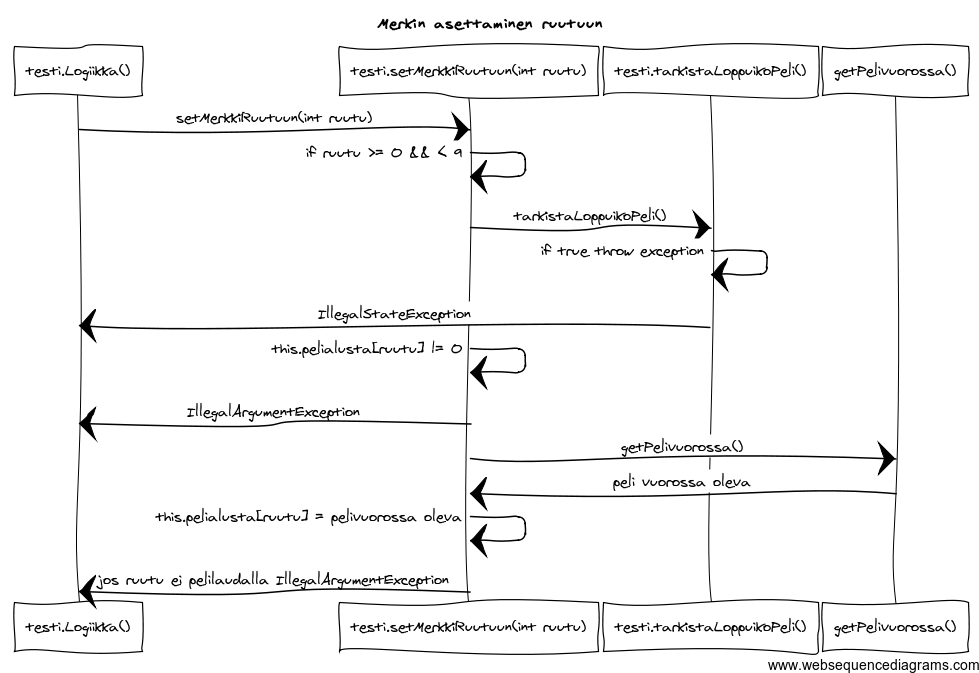 Merkin asettaminen ruutuun
testi.Logiikka()
testi.setMerkkiRuutuun(int ruutu)
testi.tarkistaLoppuikoPeli()
getPelivuorossa()
setMerkkiRuutuun(int ruutu)
if ruutu >= 0 && < 9
tarkistaLoppuikoPeli()
if true throw exception
IllegalStateException
this.pelialusta[ruutu] != 0
IllegalArgumentException
getPelivuorossa()
peli vuorossa oleva
this.pelialusta[ruutu] = pelivuorossa oleva
jos ruutu ei pelilaudalla IllegalArgumentException
testi.Logiikka()
testi.setMerkkiRuutuun(int ruutu)
testi.tarkistaLoppuikoPeli()
getPelivuorossa()
www.websequencediagrams.com